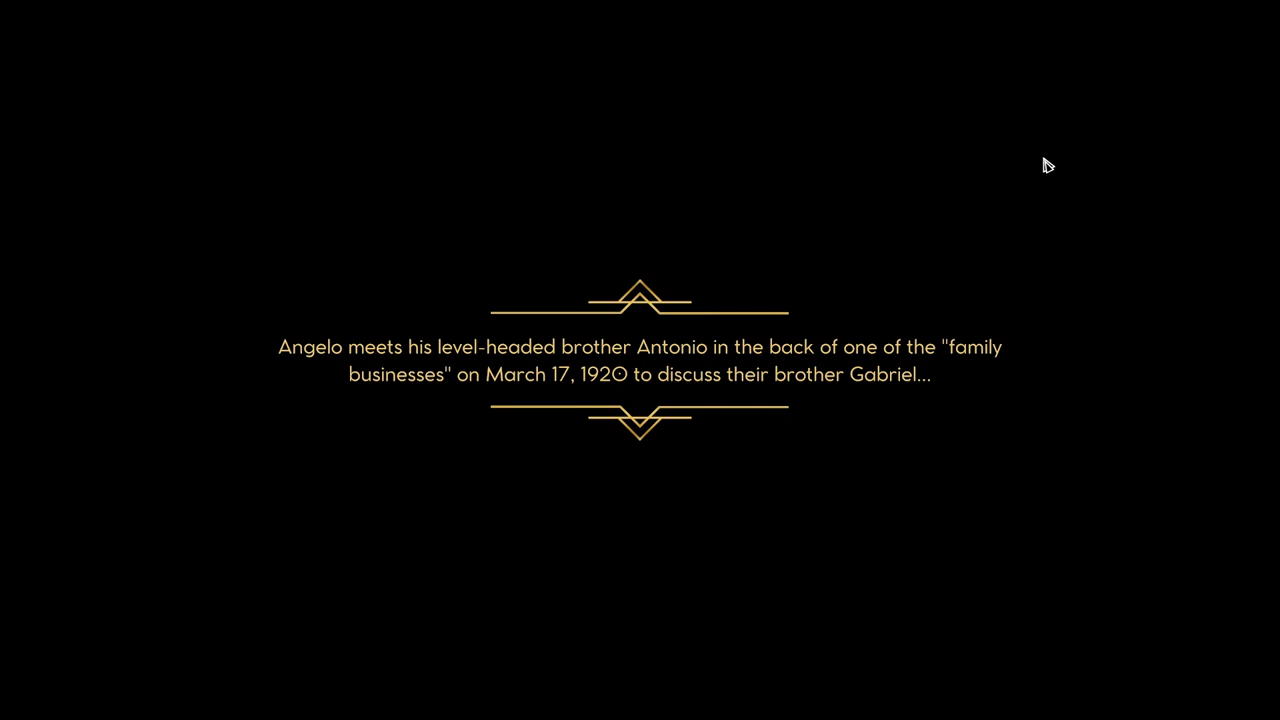 Angelo meets his level-headed brother Antonio in the back of one of the "family
businesses" on March 17, 1920 to discuss their brother Gabriel...